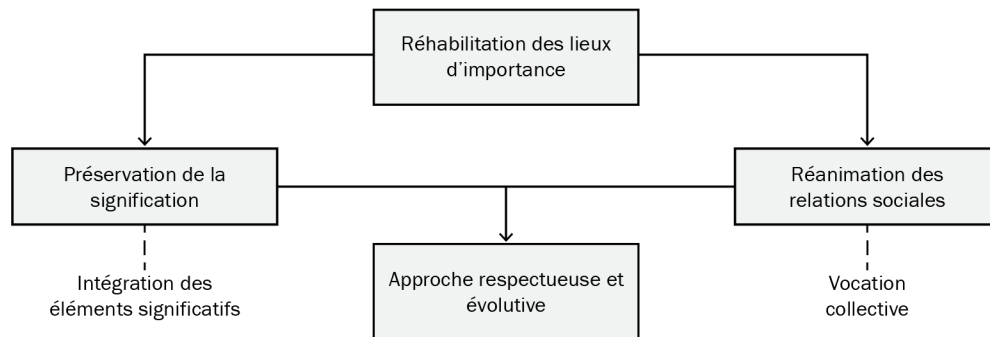 Réhabilitation des lieux
d'importance
Préservation de la
signification
Réanimation des
relations sociales
Approche respectueuse et
évolutive
Intégration des
éléments significatifs
Vocation
collective